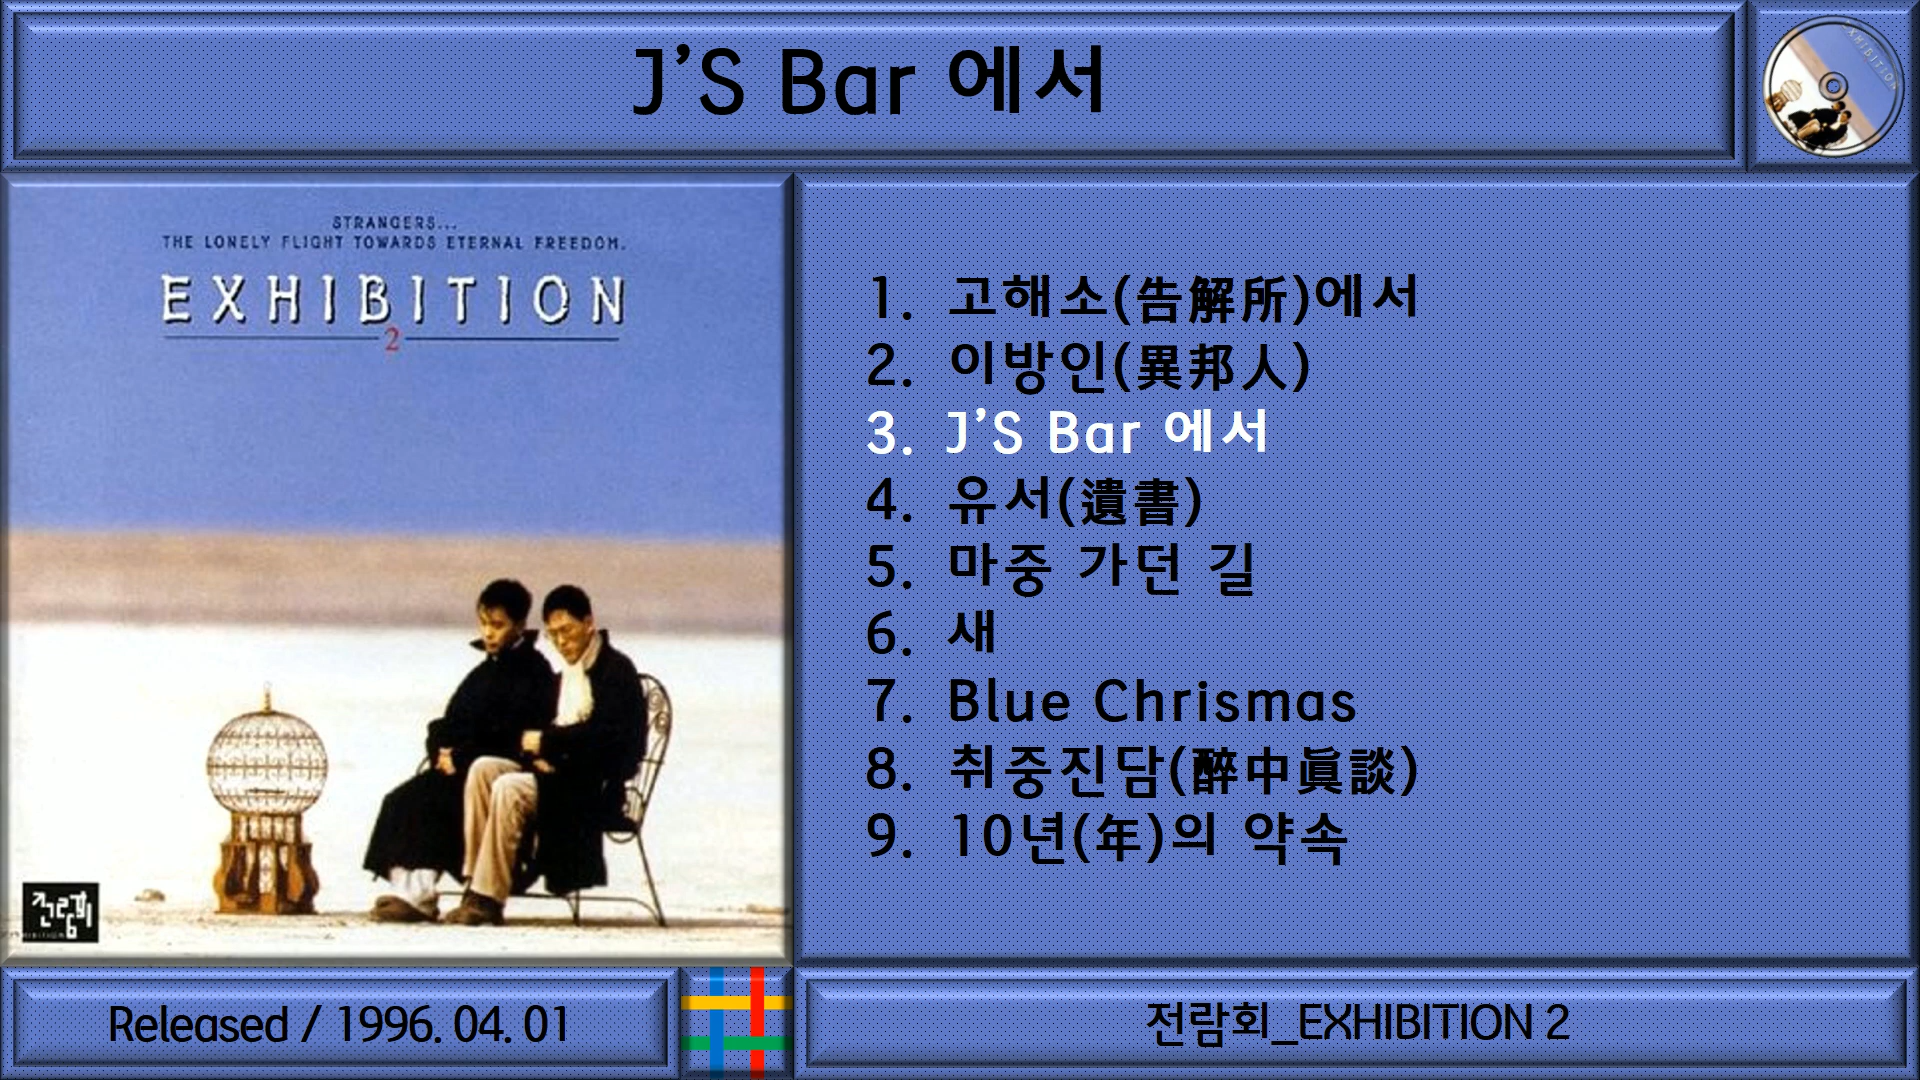 J’S Bar 에서
EXHIBITION
STRANGERS...
THE LONELY FLIGHT TOWARDS ETERNAL FREEDOM.
EXHIBITION
2
전람회
1. 고해소(告解所)에서
2. 이방인(異邦人)
3. J’S Bar 에서
4. 유서(遺書)
5. 마중 가던 길
6. 새
7. Blue Chrismas
8. 취중진담(醉中眞談)
9. 10년(年)의 약속
Released / 1996. 04. 01
전람회_EXHIBITION 2